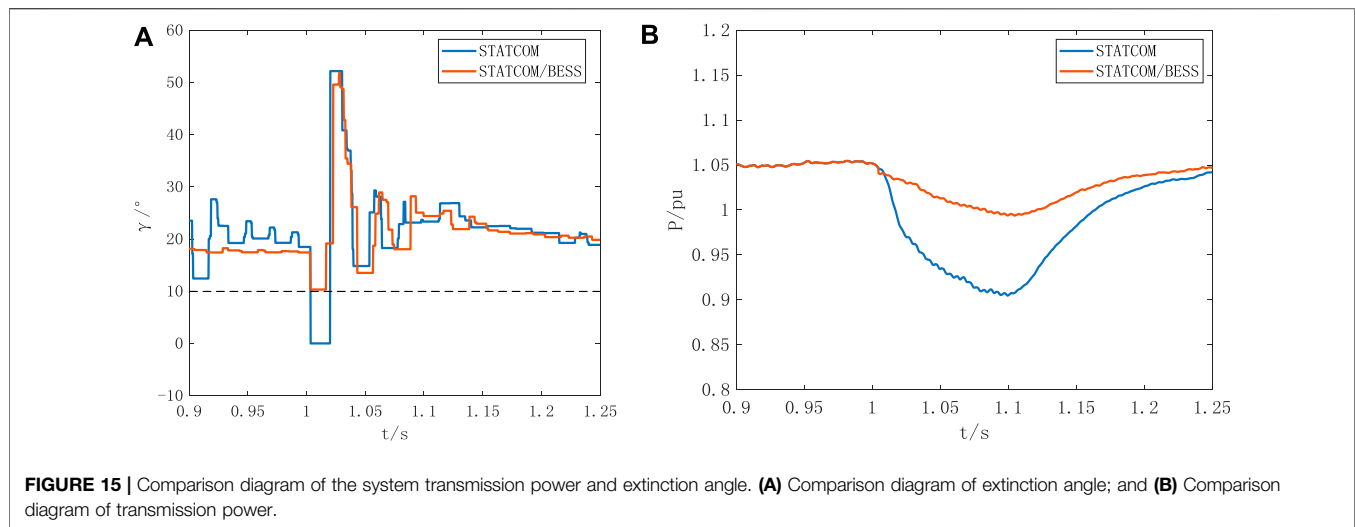 A
60
50
40
30
20
10
0
-10
γ/°
STATCOM
STATCOM/BESS
0.9 0.95 1 1.05 1.1 1.15 1.2 1.25
t/s
B
1.2
1.15
1.1
1.05
1
0.95
0.9
0.85
0.8
P/pu
STATCOM
STATCOM/BESS
0.9 0.95 1 1.05 1.1 1.15 1.2 1.25
t/s
FIGURE 15 | Comparison diagram of the system transmission power and extinction angle. (A) Comparison diagram of extinction angle; and (B) Comparison
diagram of transmission power.